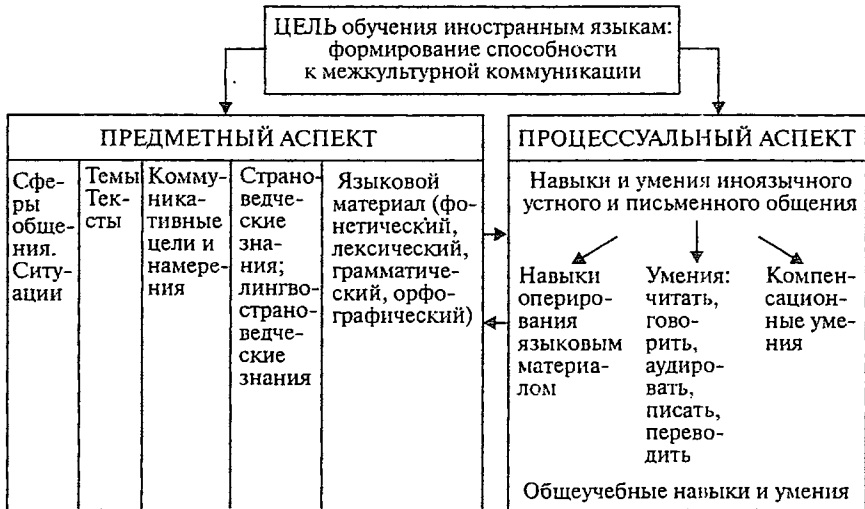 ЦЕЛЬ обучения иностранным языкам:
формирование способности
к межкультурной коммуникации
ПРЕДМЕТНЫЙ АСПЕКТ
Сфе-
ры
обще-
ния.
Ситу-
ации
Темы
Тек-
сты
Комму-
ника-
тивные
цели и
намере-
ния
Страно-
ведче-
ские
зна-
ния;
лингво-
страно-
ведче-
ские
знания
Языковой
материал (фо-
нетический,
лексический,
грамматиче-
ский, орфо-
графический)
ПРОЦЕССУАЛЬНЫЙ АСПЕКТ
Навыки и умения иноязычного
устного и письменного общения
Навыки
опериро-
вания
языковым
материа-
лом
Умения:
читать,
гово-
рить,
аудиро-
вать,
писать,
перево-
дить
Компен-
сацион-
ные уме-
ния
Общеучебные навыки и умения